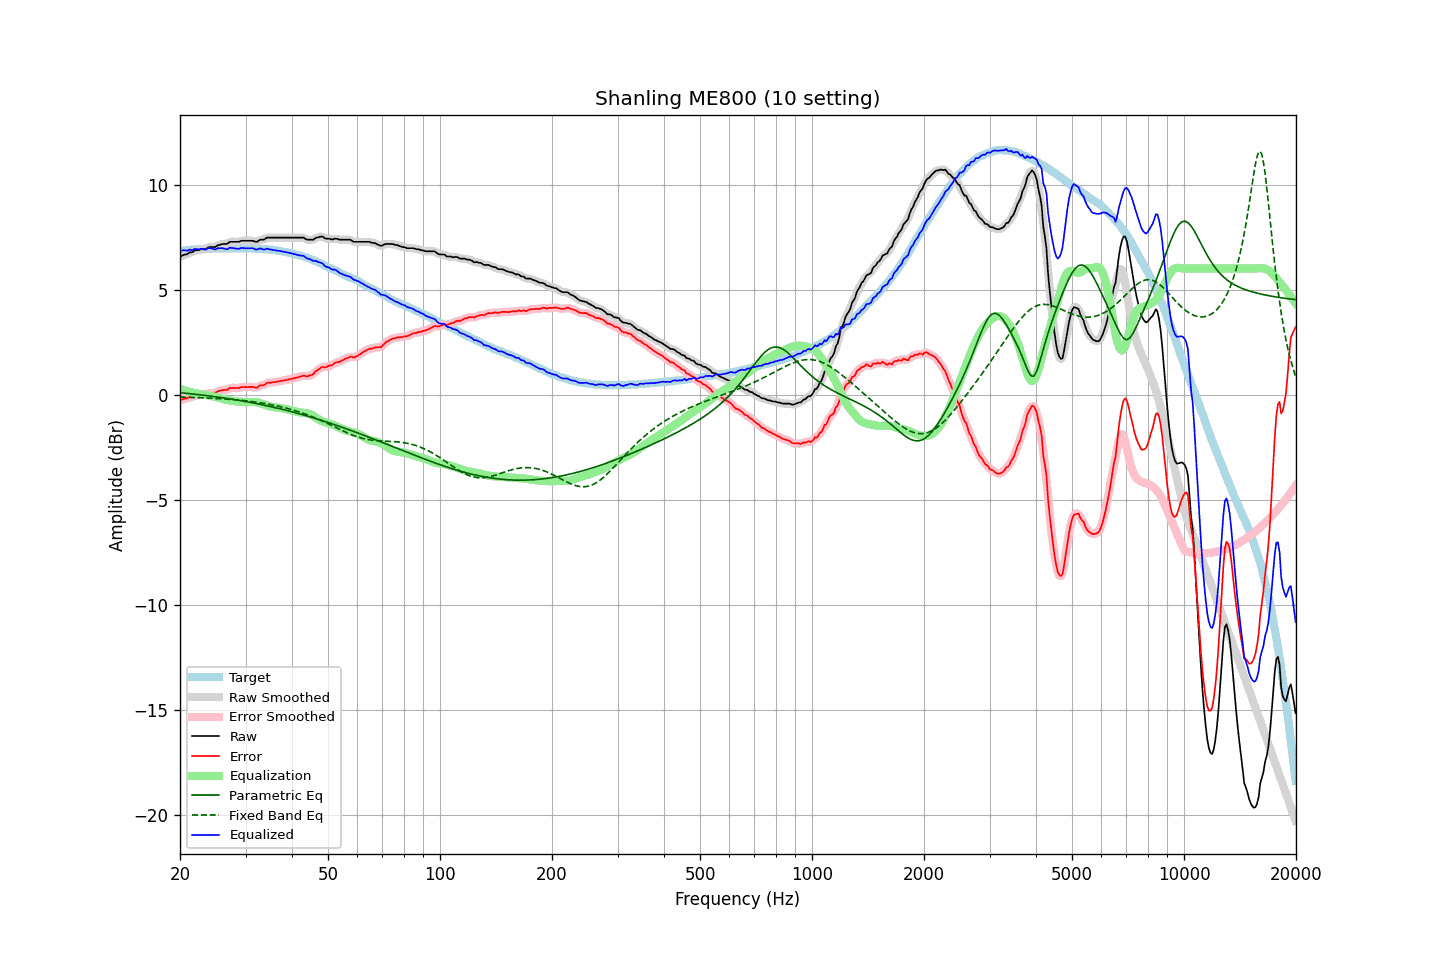 Shanling ME800 (10 setting)
Amplitude (dBr)
10
5
0
−5
−10
−15
−20
Target
Raw Smoothed
Error Smoothed
Raw
Error
Equalization
Parametric Eq
Fixed Band Eq
Equalized
20 50 100 200 500 1000 2000 5000 10000 20000
Frequency (Hz)